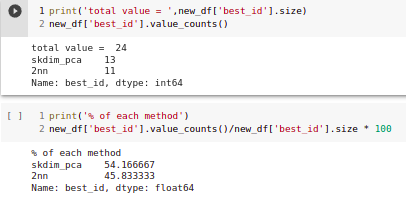 1 print('total value = ',new_df['best_id'].size)
2 new_df['best_id'].value_counts()
total value =  24
skdim_pca    13
2nn          11
Name: best_id, dtype: int64
[ ] 1 print('% of each method')
2 new_df['best_id'].value_counts()/new_df['best_id'].size * 100
% of each method
skdim_pca    54.166667
2nn          45.833333
Name: best_id, dtype: float64